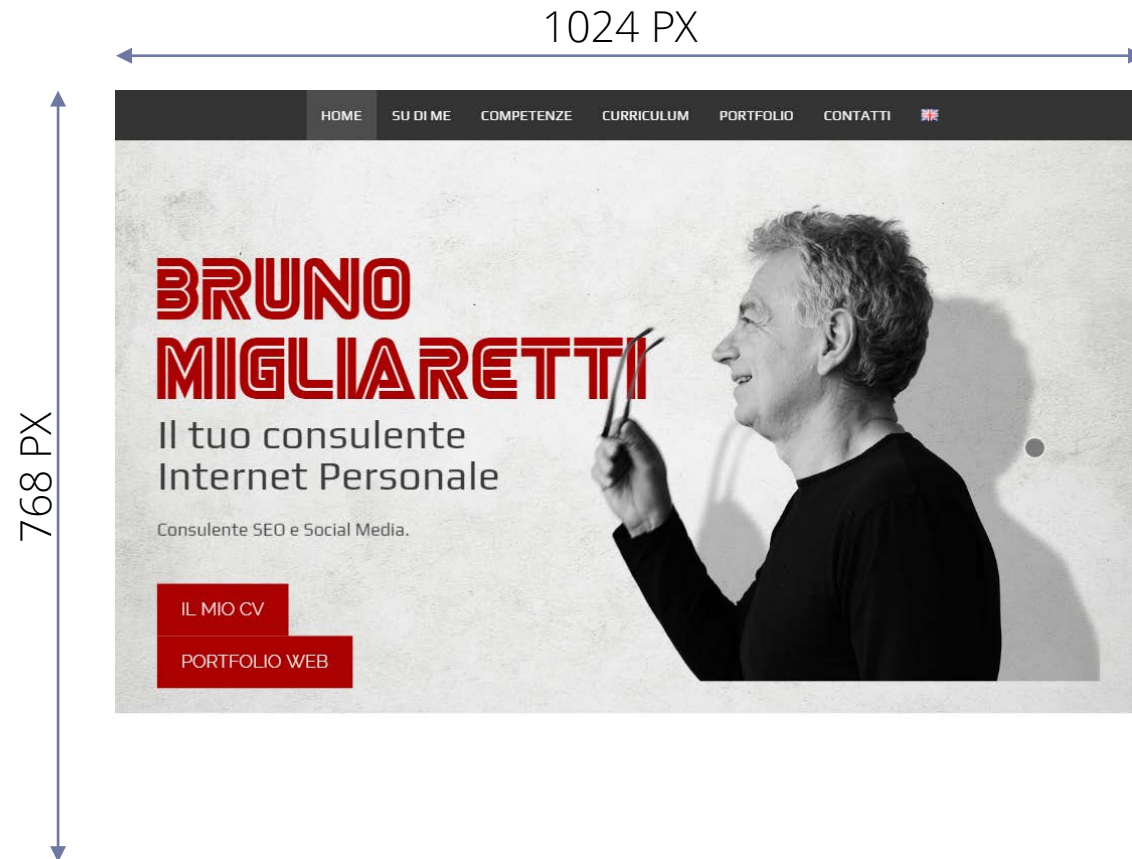 1024 PX
768 PX
HOME SU DI ME COMPETENZE CURRICULUM PORTFOLIO CONTATTI
BRUNO
MIGLIARETTI
Il tuo consulente
Internet Personale
Consulente SEO e Social Media.
IL MIO CV
PORTFOLIO WEB